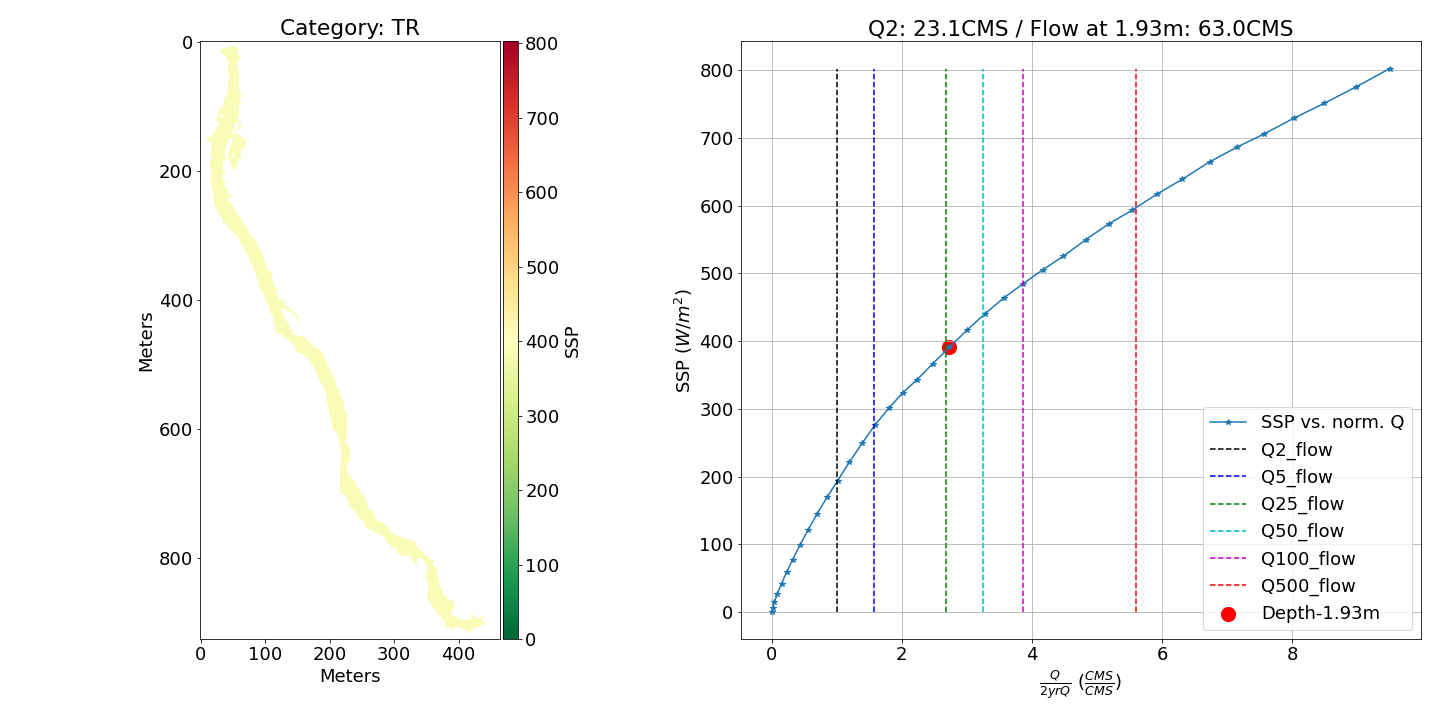 Category: TR
0
200
400
600
800
Meters
0
100
200
300
400
Meters
800
700
600
500
400
300
200
100
0
SSP
Q2: 23.1CMS / Flow at 1.93m: 63.0CMS
800
700
600
500
400
300
200
100
0
SSP (W/m²)
0
2
4
6
8
Q/2yrQ (CMS/CMS)
SSP vs. norm. Q
Q2_flow
Q5_flow
Q25_flow
Q50_flow
Q100_flow
Q500_flow
Depth-1.93m